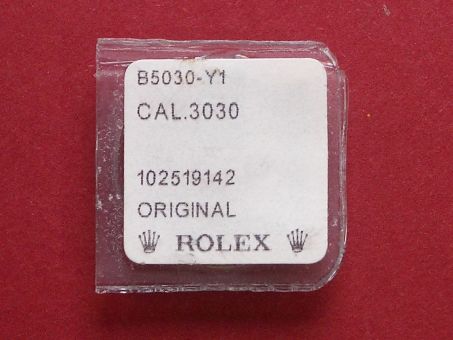 B5030-Y1
CAL.3030
102519142
ORIGINAL
ROLEX